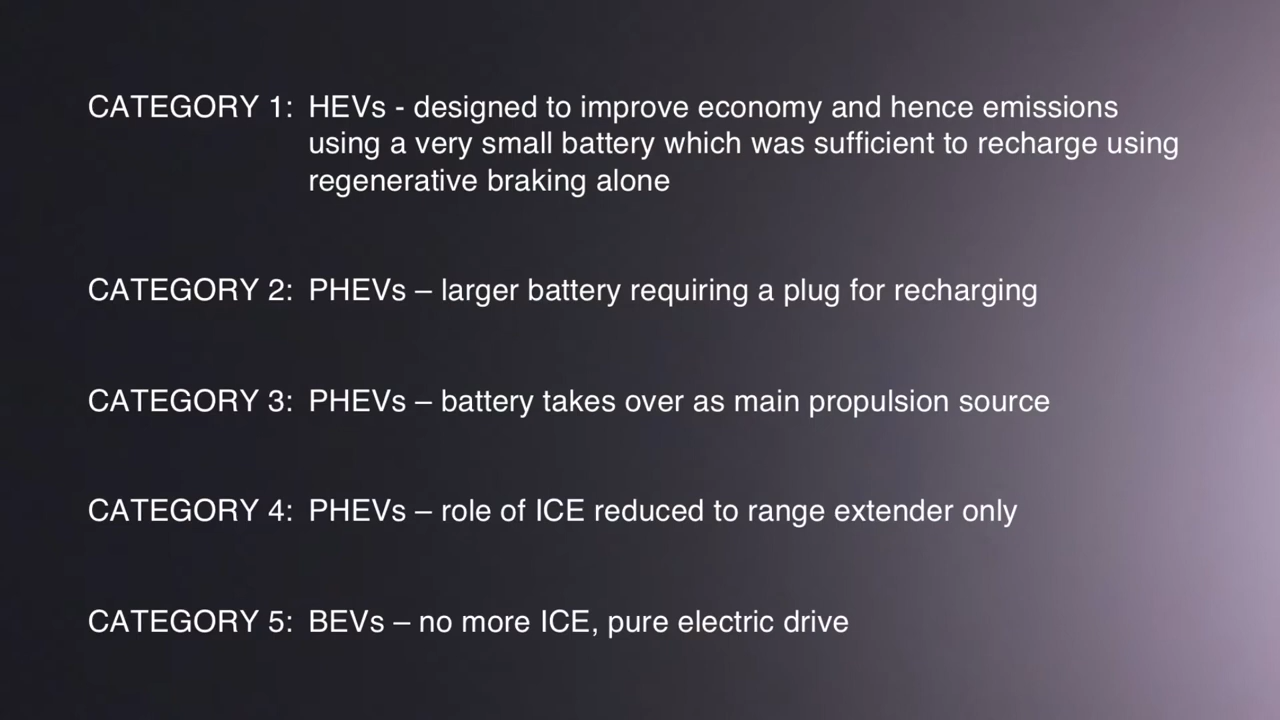 CATEGORY 1: HEVs - designed to improve economy and hence emissions
using a very small battery which was sufficient to recharge using
regenerative braking alone
CATEGORY 2: PHEVs – larger battery requiring a plug for recharging
CATEGORY 3: PHEVs – battery takes over as main propulsion source
CATEGORY 4: PHEVs – role of ICE reduced to range extender only
CATEGORY 5: BEVs – no more ICE, pure electric drive